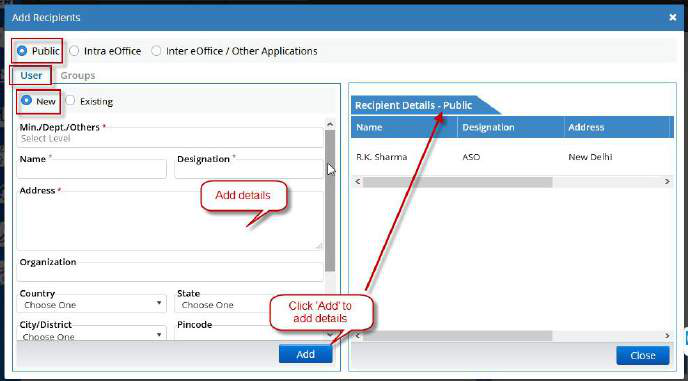 Add Recipients
Public Intra eOffice Inter eOffice / Other Applications
User Groups
New Existing
Min./Dept./Others *
Select Level
Name * Designation *
Address *
Add details
Organization
Country State
Choose One Choose One
City/District Pincode
Choose One
Click 'Add' to
add details
Add
Recipient Details - Public
Name Designation Address
R.K. Sharma ASO New Delhi
Close